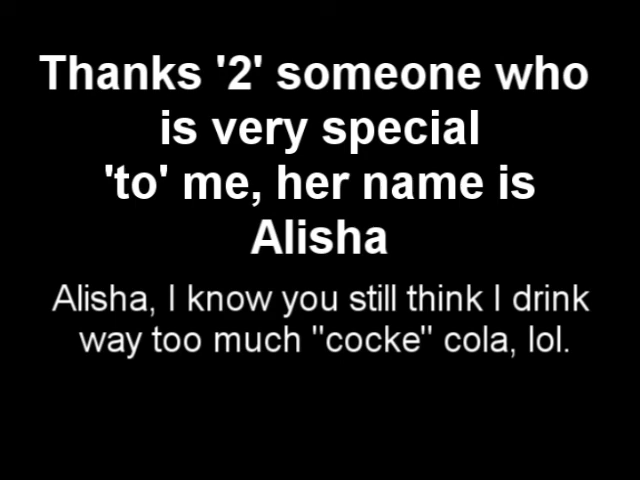 Thanks '2' someone who
is very special
'to' me, her name is
Alisha
Alisha, I know you still think I drink
way too much "cocke" cola, lol.